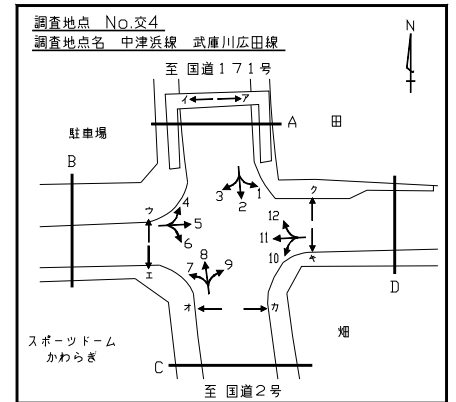 調査地点 No.交4
調査地点名 中津浜線 武庫川広田線
N
至 国道171号
イ ア
A
田
駐車場
B
3 2 1
ク
ウ
4
5
6
12
11
10
エ
キ
8
7 9
D
オ カ
スポーツドーム
かわらぎ
畑
C
至 国道2号